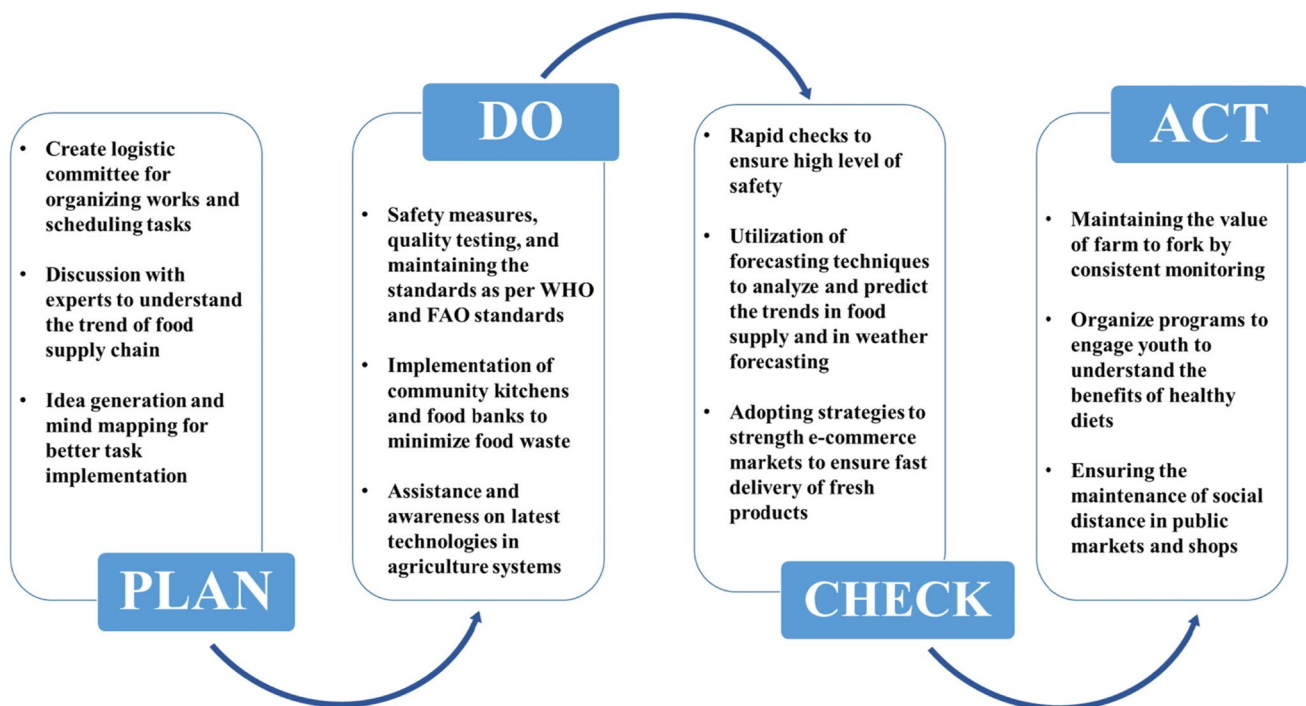 • Create logistic
committee for
organizing works and
scheduling tasks
• Discussion with
experts to understand
the trend of food
supply chain
• Idea generation and
mind mapping for
better task
implementation
PLAN
DO
• Safety measures,
quality testing, and
maintaining the
standards as per WHO
and FAO standards
• Implementation of
community kitchens
and food banks to
minimize food waste
• Assistance and
awareness on latest
technologies in
agriculture systems
• Rapid checks to
ensure high level of
safety
• Utilization of
forecasting techniques
to analyze and predict
the trends in food
supply and in weather
forecasting
• Adopting strategies to
strength e-commerce
markets to ensure fast
delivery of fresh
products
CHECK
ACT
• Maintaining the value
of farm to fork by
consistent monitoring
• Organize programs to
engage youth to
understand the
benefits of healthy
diets
• Ensuring the
maintenance of social
distance in public
markets and shops